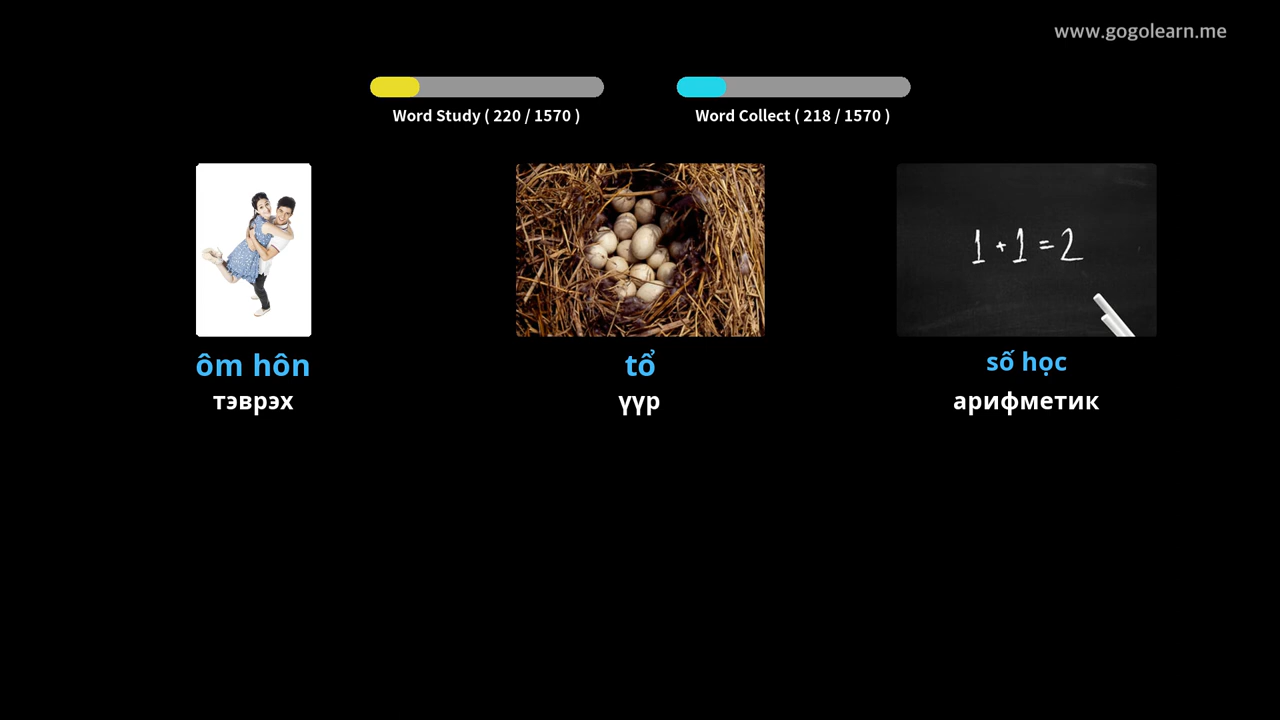 www.gogolearn.me
Word Study ( 220 / 1570 )
Word Collect ( 218 / 1570 )
1 + 1 = 2
ôm hôn
тэврэх
tổ
үүр
số học
арифметик